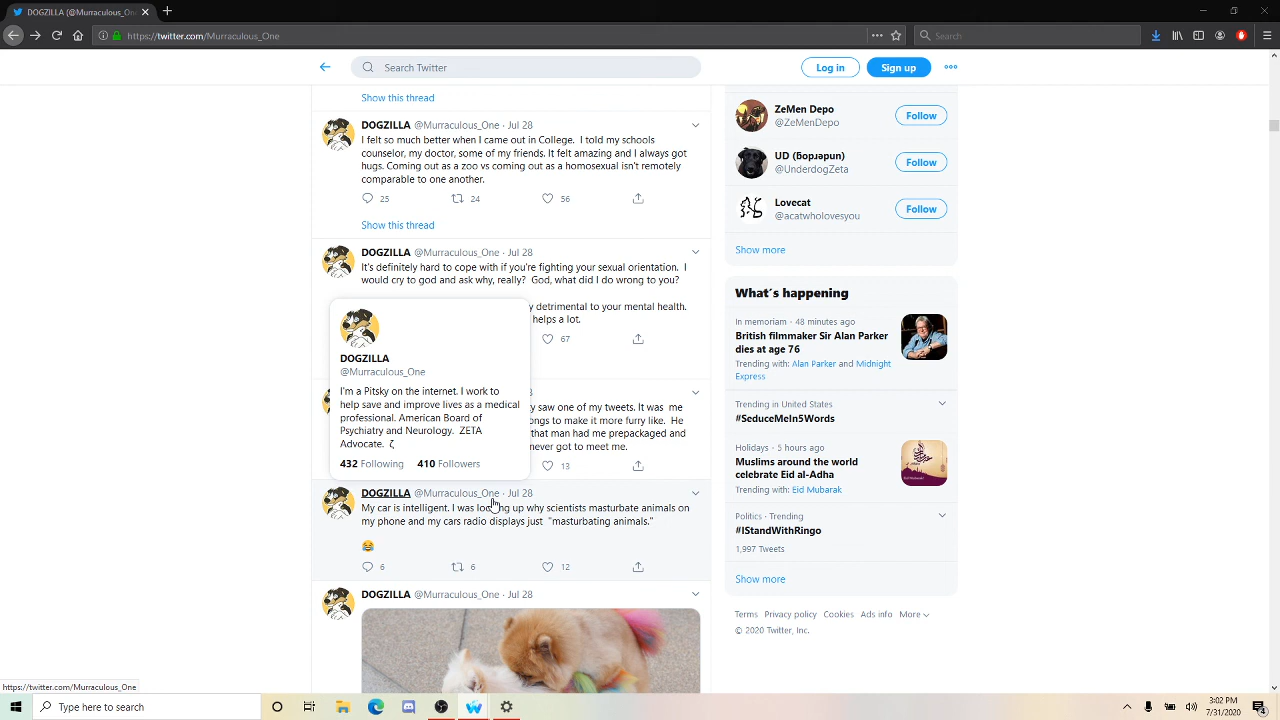 DOGZILLA (@Murraculous_One
https://twitter.com/Murraculous_One
Search
Search Twitter
Log in
Sign up
Show this thread
DOGZILLA @Murraculous_One · Jul 28
I felt so much better when I came out in College. I told my schools
counselor, my doctor, some of my friends. It felt amazing and I always got
hugs. Coming out as a zoo vs coming out as a homosexual isn't remotely
comparable to one another.
25 24 56
Show this thread
DOGZILLA @Murraculous_One · Jul 28
It's definitely hard to cope with if you're fighting your sexual orientation. I
would cry to god and ask why, really? God, what did I do wrong to you?
y detrimental to your mental health.
helps a lot.
67
DOGZILLA
@Murraculous_One
I'm a Pitsky on the internet. I work to
help save and improve lives as a medical
professional. American Board of
Psychiatry and Neurology. ZETA
Advocate. ζ
432 Following 410 Followers
y saw one of my tweets. It was me
ongs to make it more furry like. He
that man had me prepackaged and
never got to meet me.
13
DOGZILLA @Murraculous_One · Jul 28
My car is intelligent. I was looking up why scientists masturbate animals on
my phone and my cars radio displays just "masturbating animals."
😂
6 6 12
DOGZILLA @Murraculous_One · Jul 28
ZeMen Depo
@ZeMenDepo
Follow
UD (ƃopɹǝpun)
@UnderdogZeta
Follow
Lovecat
@acatwholovesyou
Follow
Show more
What's happening
In memoriam · 48 minutes ago
British filmmaker Sir Alan Parker
dies at age 76
Trending with: Alan Parker and Midnight
Express
Trending in United States
#SeduceMeIn5Words
Holidays · 5 hours ago
Muslims around the world
celebrate Eid al-Adha
Trending with: Eid Mubarak
Politics · Trending
#IStandWithRingo
1,997 Tweets
Show more
Terms Privacy policy Cookies Ads info More
© 2020 Twitter, Inc.
https://twitter.com/Murraculous_One
Type here to search
3:02 PM
7/31/2020
4